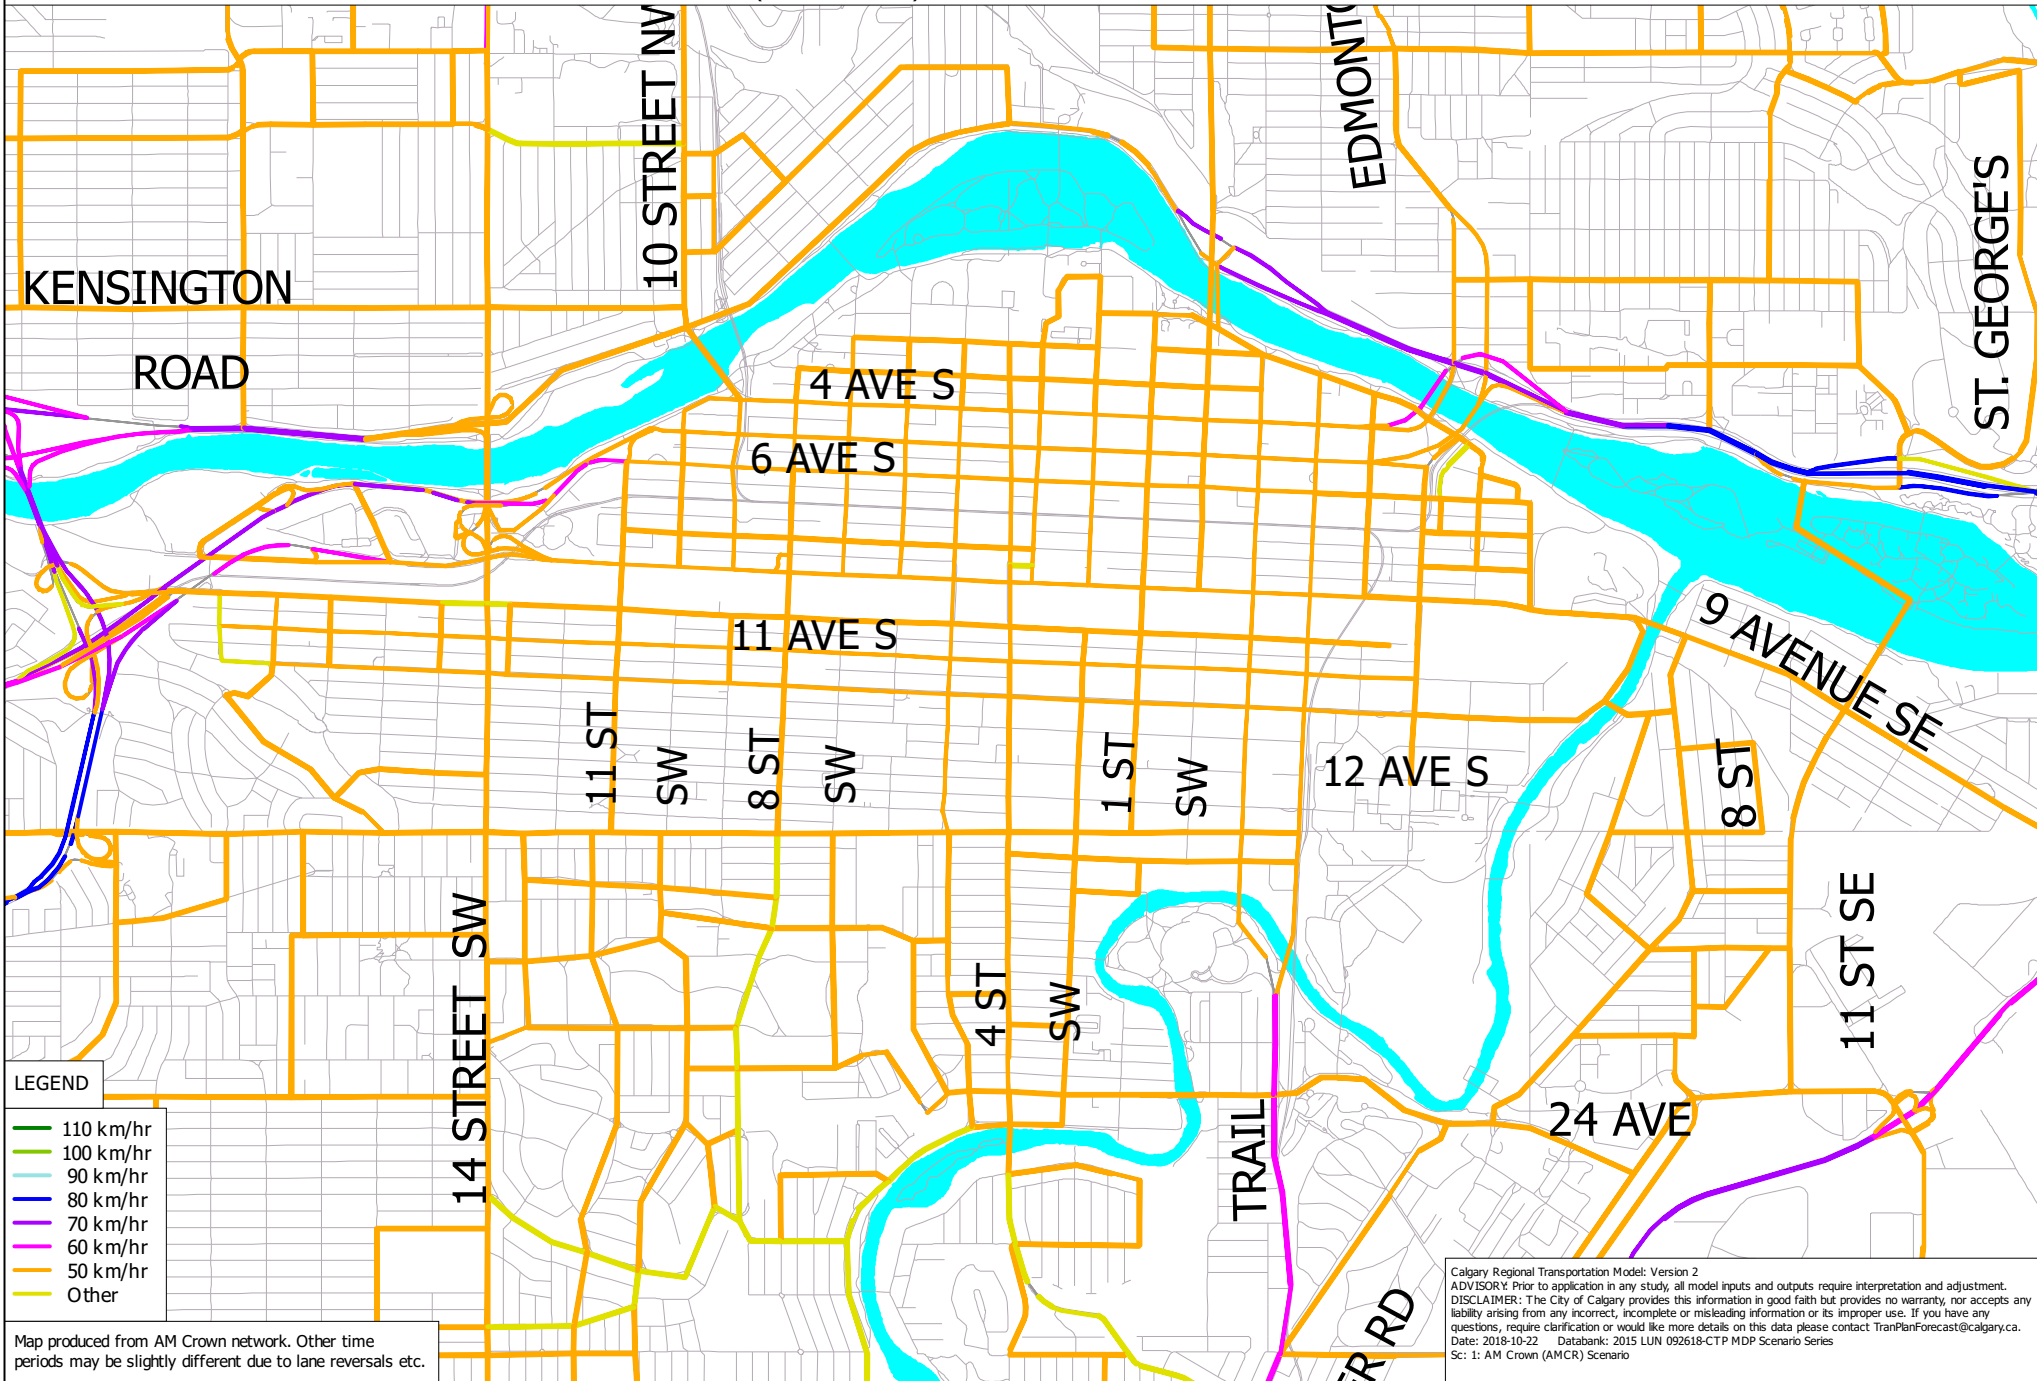 10 STREET NW
EDMONTO
ST. GEORGE'S
KENSINGTON
ROAD
4 AVE S
6 AVE S
11 AVE S
9 AVENUE SE
11 ST
SW
8 ST
SW
1 ST
SW
12 AVE S
8 ST
14 STREET SW
4 ST
SW
11 ST SE
TRAIL
24 AVE
ER RD
LEGEND
110 km/hr
100 km/hr
90 km/hr
80 km/hr
70 km/hr
60 km/hr
50 km/hr
Other
Map produced from AM Crown network. Other time
periods may be slightly different due to lane reversals etc.
Calgary Regional Transportation Model: Version 2
ADVISORY: Prior to application in any study, all model inputs and outputs require interpretation and adjustment.
DISCLAIMER: The City of Calgary provides this information in good faith but provides no warranty, nor accepts any
liability arising from any incorrect, incomplete or misleading information or its improper use. If you have any
questions, require clarification or would like more details on this data please contact TranPlanForecast@calgary.ca.
Date: 2018-10-22 Databank: 2015 LUN 092618-CTP MDP Scenario Series
Sc: 1: AM Crown (AMCR) Scenario